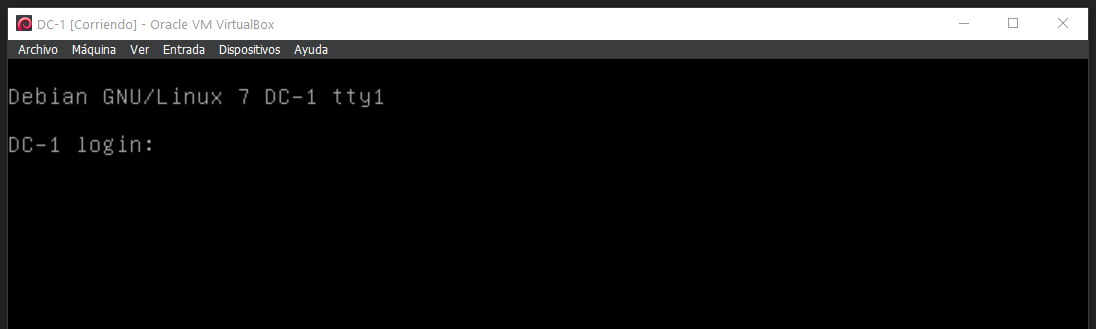 DC-1 [Corriendo] - Oracle VM VirtualBox
Archivo Máquina Ver Entrada Dispositivos Ayuda
Debian GNU/Linux 7 DC-1 tty1
DC-1 login: